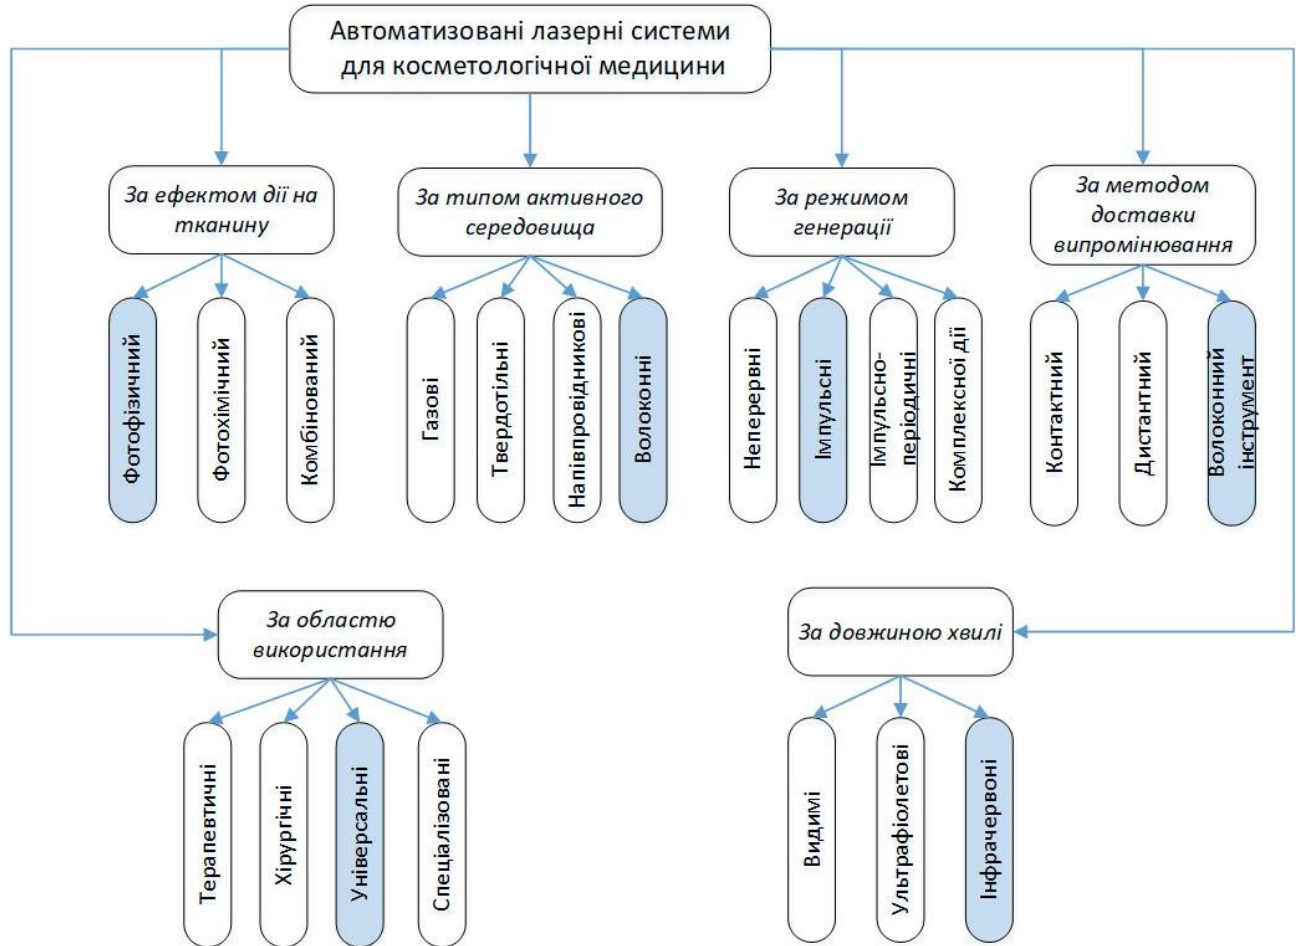 Автоматизовані лазерні системи
для косметологічної медицини
За ефектом дії на
тканину
За типом активного
середовища
За режимом
генерації
За методом
доставки
випромінювання
Фотофізичний
Фотохімічний
Комбінований
Газові
Твердотільні
Напівпровідникові
Волоконні
Неперервні
Імпульсні
Імпульсно-
періодичні
Комплексної дії
Контактний
Дистантний
Волоконний
інструмент
За областю
використання
За довжиною хвилі
Терапевтичні
Хірургічні
Універсальні
Спеціалізовані
Видимі
Ультрафіолетові
Інфрачервоні